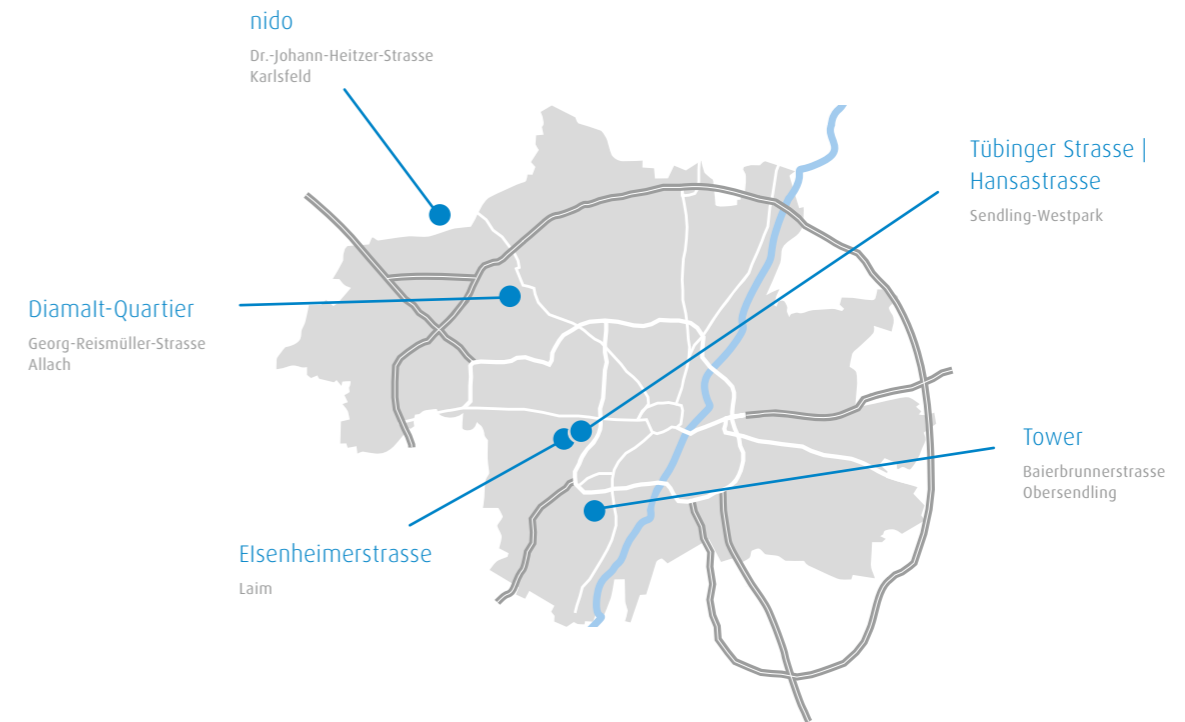 nido
Dr.-Johann-Heitzer-Strasse
Karlsfeld
Tübinger Strasse |
Hansastrasse
Sendling-Westpark
Diamalt-Quartier
Georg-Reismüller-Strasse
Allach
Tower
Baierbrunnerstrasse
Obersendling
Elsenheimerstrasse
Laim